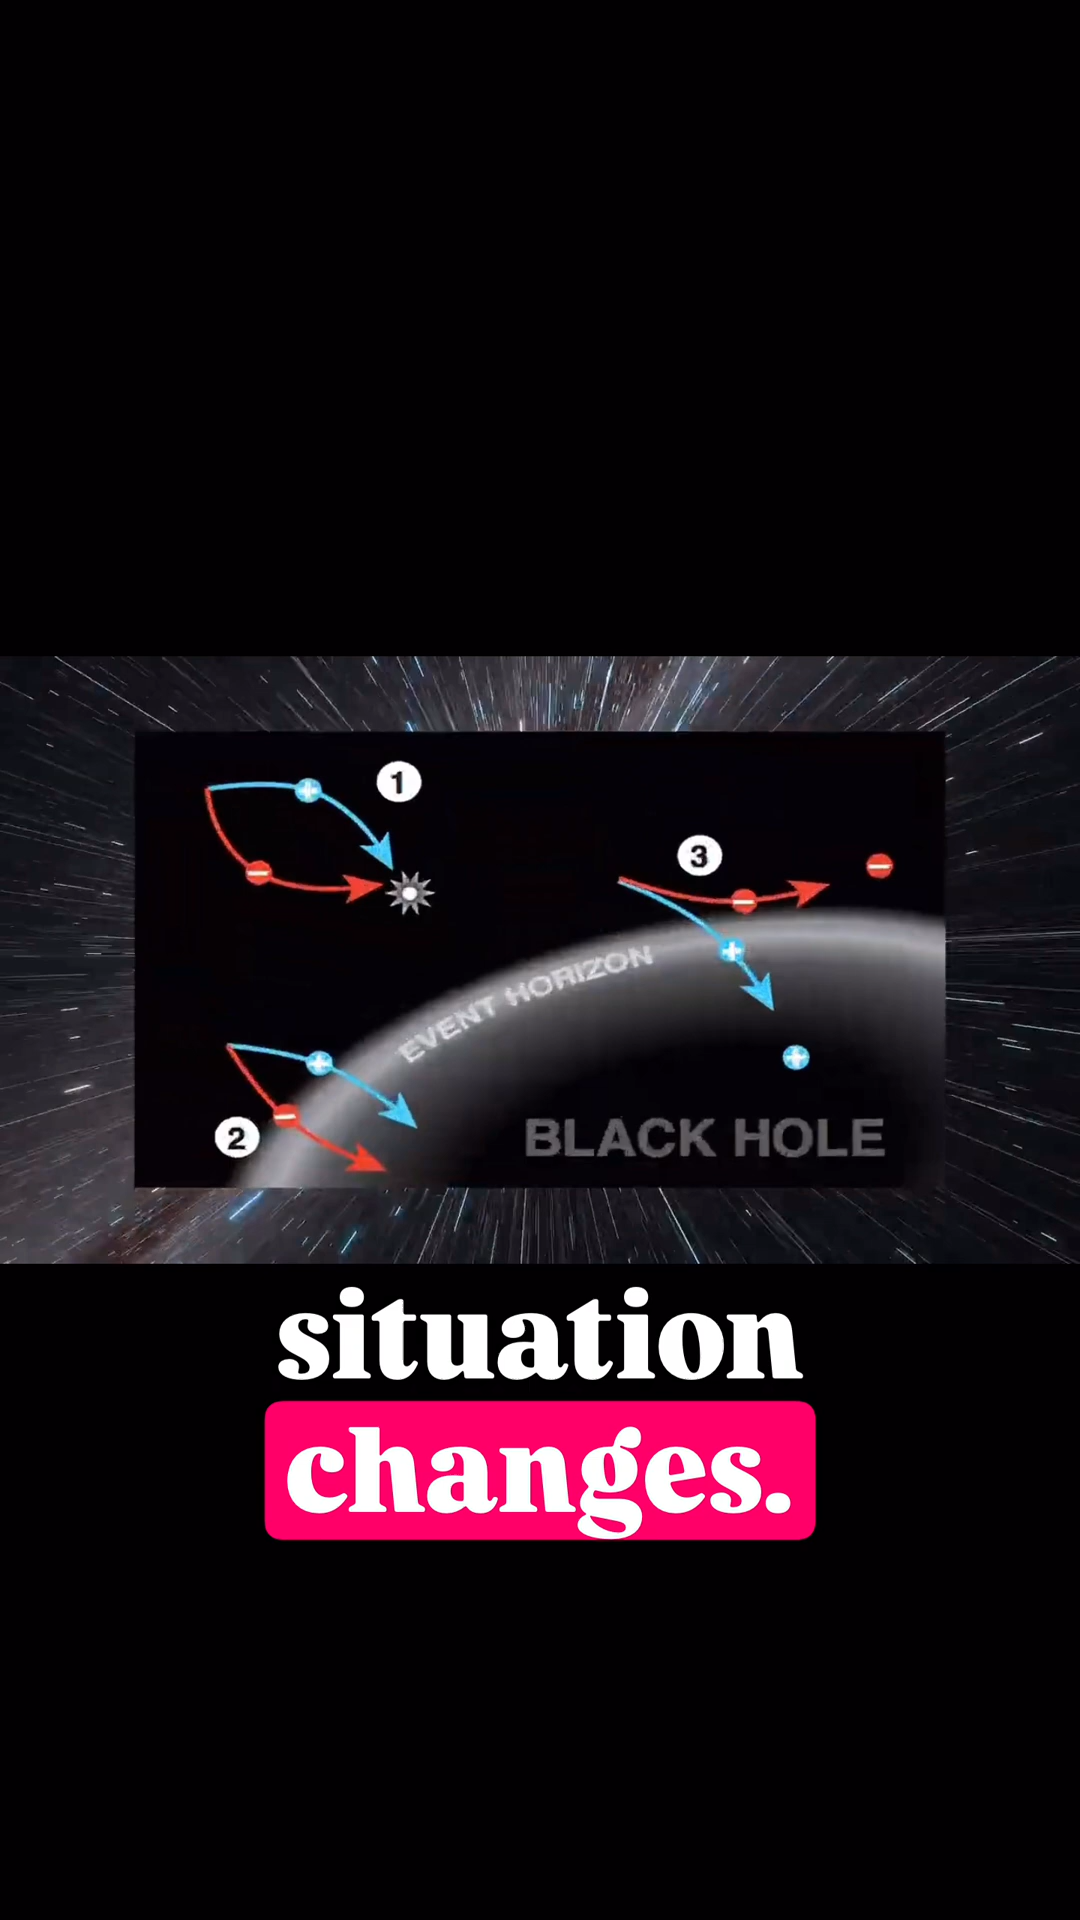 1
3
EVENT HORIZON
2
BLACK HOLE
situation
changes.